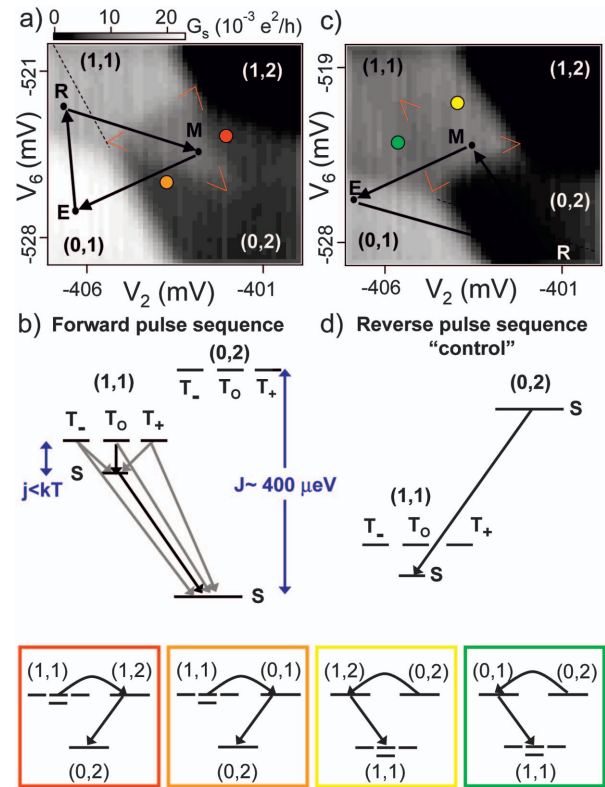 a)
0 10 20 G_s (10^-3 e^2/h)
(1,1)
(1,2)
-521
R
M
V_6 (mV)
E
-528
(0,1)
(0,2)
-406 -401
V_2 (mV)
c)
(1,1)
(1,2)
-519
M
V_6 (mV)
E
(0,2)
-528
(0,1)
R
-406 -401
V_2 (mV)
b) Forward pulse sequence
(0,2)
(1,1)
T_- T_o T_+
T_- T_o T_+
S
j<kT
J~ 400 µeV
S
d) Reverse pulse sequence
"control"
(0,2)
S
(1,1)
T_- T_o T_+
S
(1,1) (1,2)
(0,2)
(1,1) (0,1)
(0,2)
(1,2) (0,2)
(1,1)
(0,1) (0,2)
(1,1)